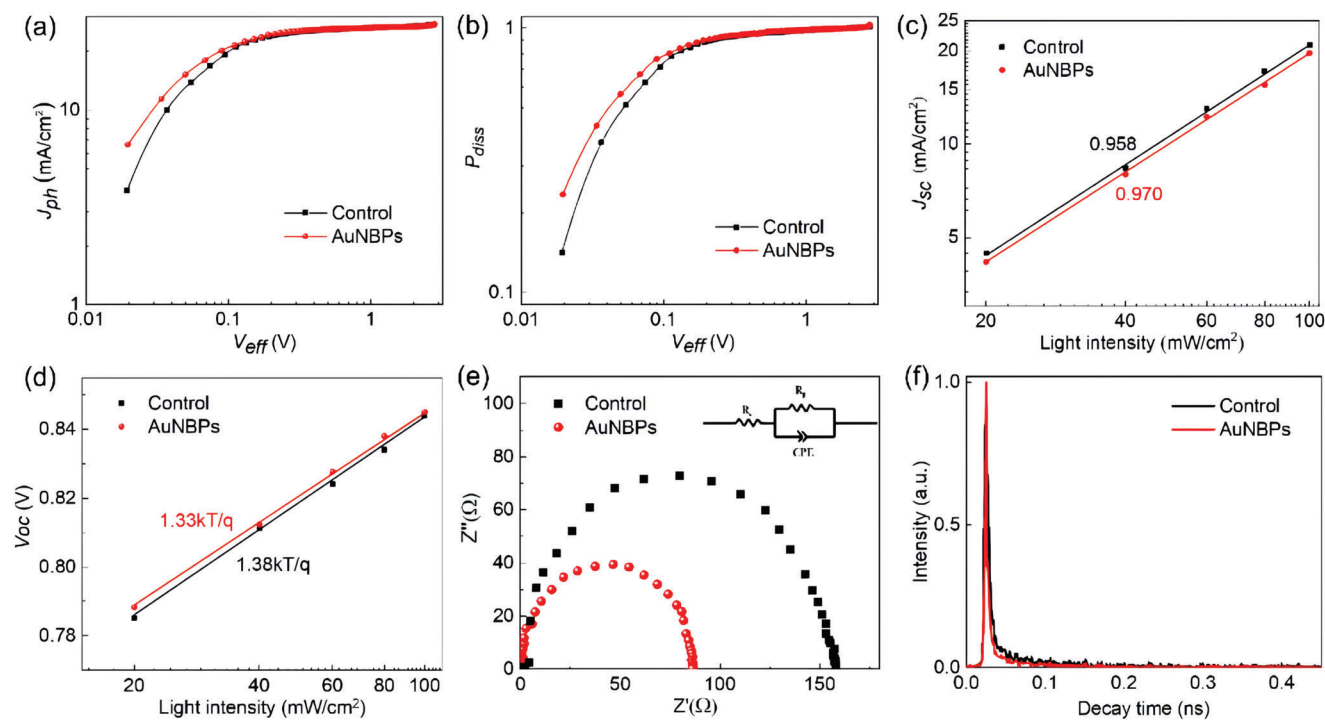 (a)
10
1
J_ph (mA/cm²)
0.01
0.1
1
V_eff (V)
Control
AuNBPs
(b)
1
0.1
P_diss
0.01
0.1
1
V_eff (V)
Control
AuNBPs
(c)
25
20
15
10
5
J_sc (mA/cm²)
Control
AuNBPs
0.958
0.970
20
40
60
80
100
Light intensity (mW/cm²)
(d)
0.84
0.82
0.80
0.78
Voc (V)
Control
AuNBPs
1.33kT/q
1.38kT/q
20
40
60
80
100
Light intensity (mW/cm²)
(e)
100
80
60
40
20
0
Z''(Ω)
Control
AuNBPs
CPE
0
50
100
150
Z'(Ω)
(f)
1.0
0.5
0.0
Intensity (a.u.)
Control
AuNBPs
0.0
0.1
0.2
0.3
0.4
Decay time (ns)